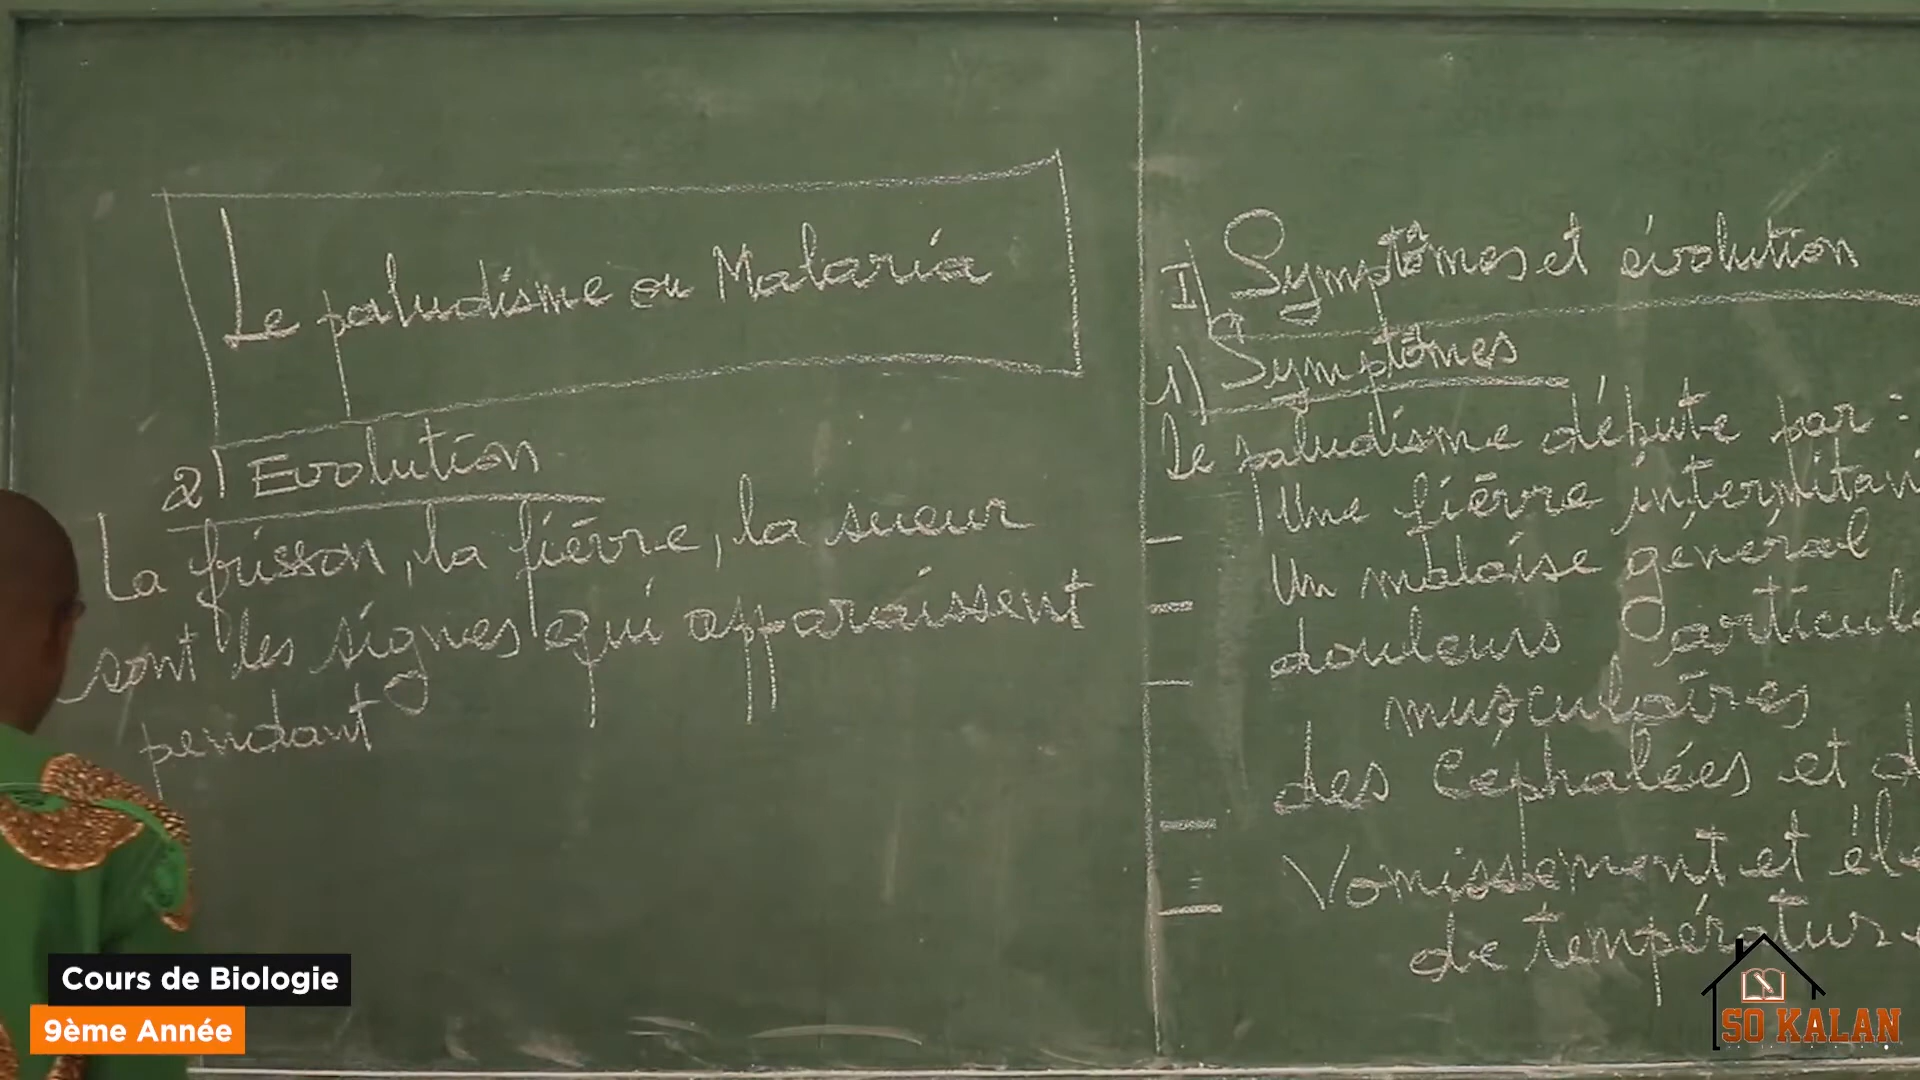 Le paludisme ou Malaria
2) Evolution
La frisson, la fièvre, la sueur
sont les signes qui apparaissent
pendant
I) Symptômes et évolution
1) Symptômes
Le paludisme débute par :
- Une fièvre intermitan
- Un malaise général
- douleurs articula
musculaires
- des céphalées et d
- Vomissement et élé
de températur
Cours de Biologie
9ème Année
SO KALAN